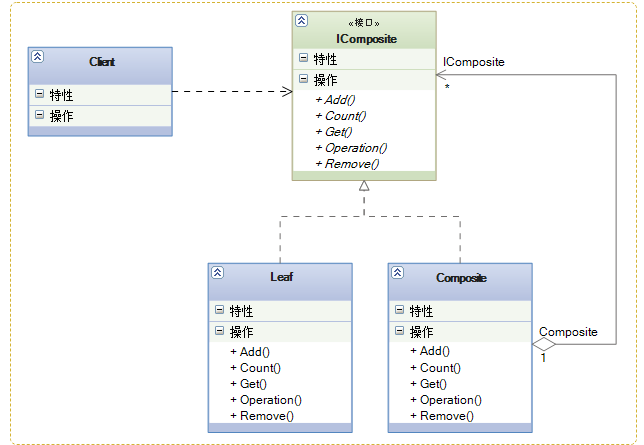 Client
特性
操作
«接口»
IComposite
特性
操作
+ Add()
+ Count()
+ Get()
+ Operation()
+ Remove()
IComposite
*
Leaf
特性
操作
+ Add()
+ Count()
+ Get()
+ Operation()
+ Remove()
Composite
特性
操作
+ Add()
+ Count()
+ Get()
+ Operation()
+ Remove()
Composite
1